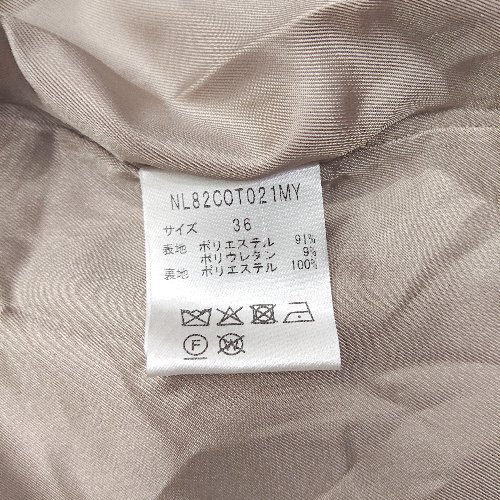 NL82COT021MY
サイズ 36
表地 ポリエステル 91%
ポリウレタン 9%
裏地 ポリエステル 100%
F
W